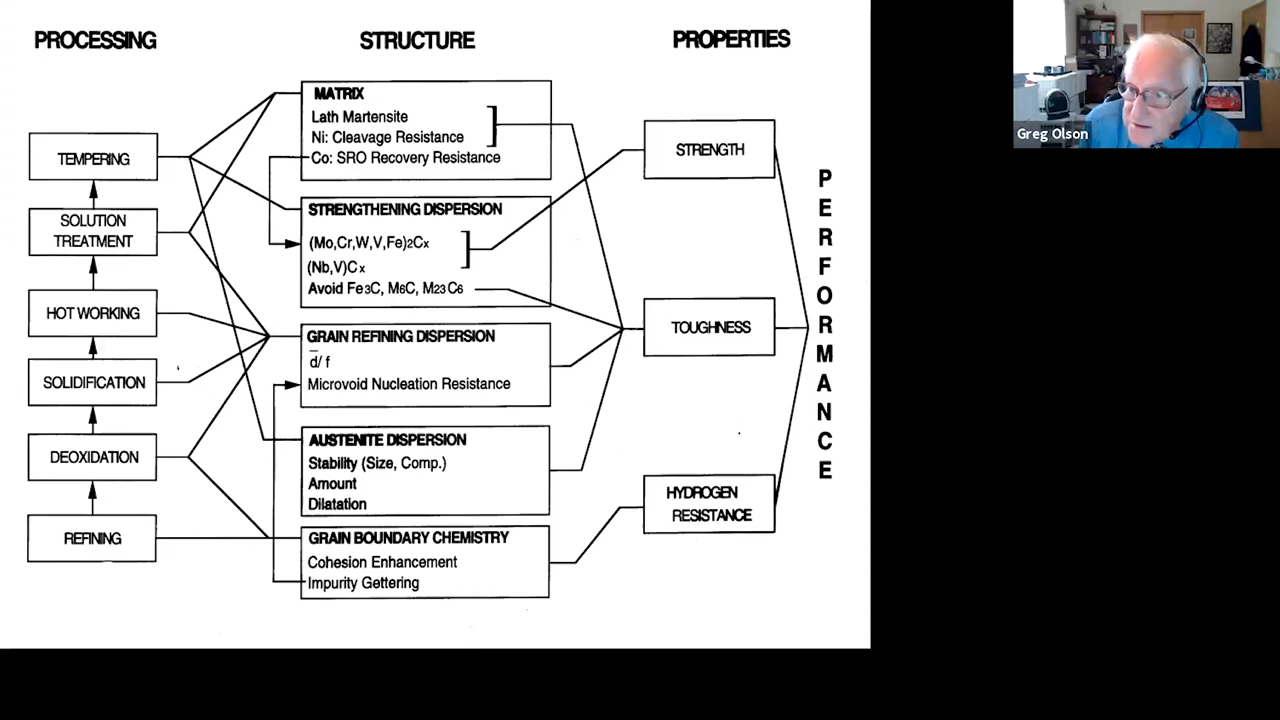 PROCESSING
STRUCTURE
PROPERTIES
TEMPERING
SOLUTION
TREATMENT
HOT WORKING
SOLIDIFICATION
DEOXIDATION
REFINING
MATRIX
Lath Martensite
Ni: Cleavage Resistance
Co: SRO Recovery Resistance
STRENGTHENING DISPERSION
(Mo,Cr,W,V,Fe)₂Cₓ
(Nb,V)Cₓ
Avoid Fe₃C, M₆C, M₂₃C₆
GRAIN REFINING DISPERSION
d̅/ f
Microvoid Nucleation Resistance
AUSTENITE DISPERSION
Stability (Size, Comp.)
Amount
Dilatation
GRAIN BOUNDARY CHEMISTRY
Cohesion Enhancement
Impurity Gettering
STRENGTH
TOUGHNESS
HYDROGEN
RESISTANCE
PERFORMANCE
Greg Olson